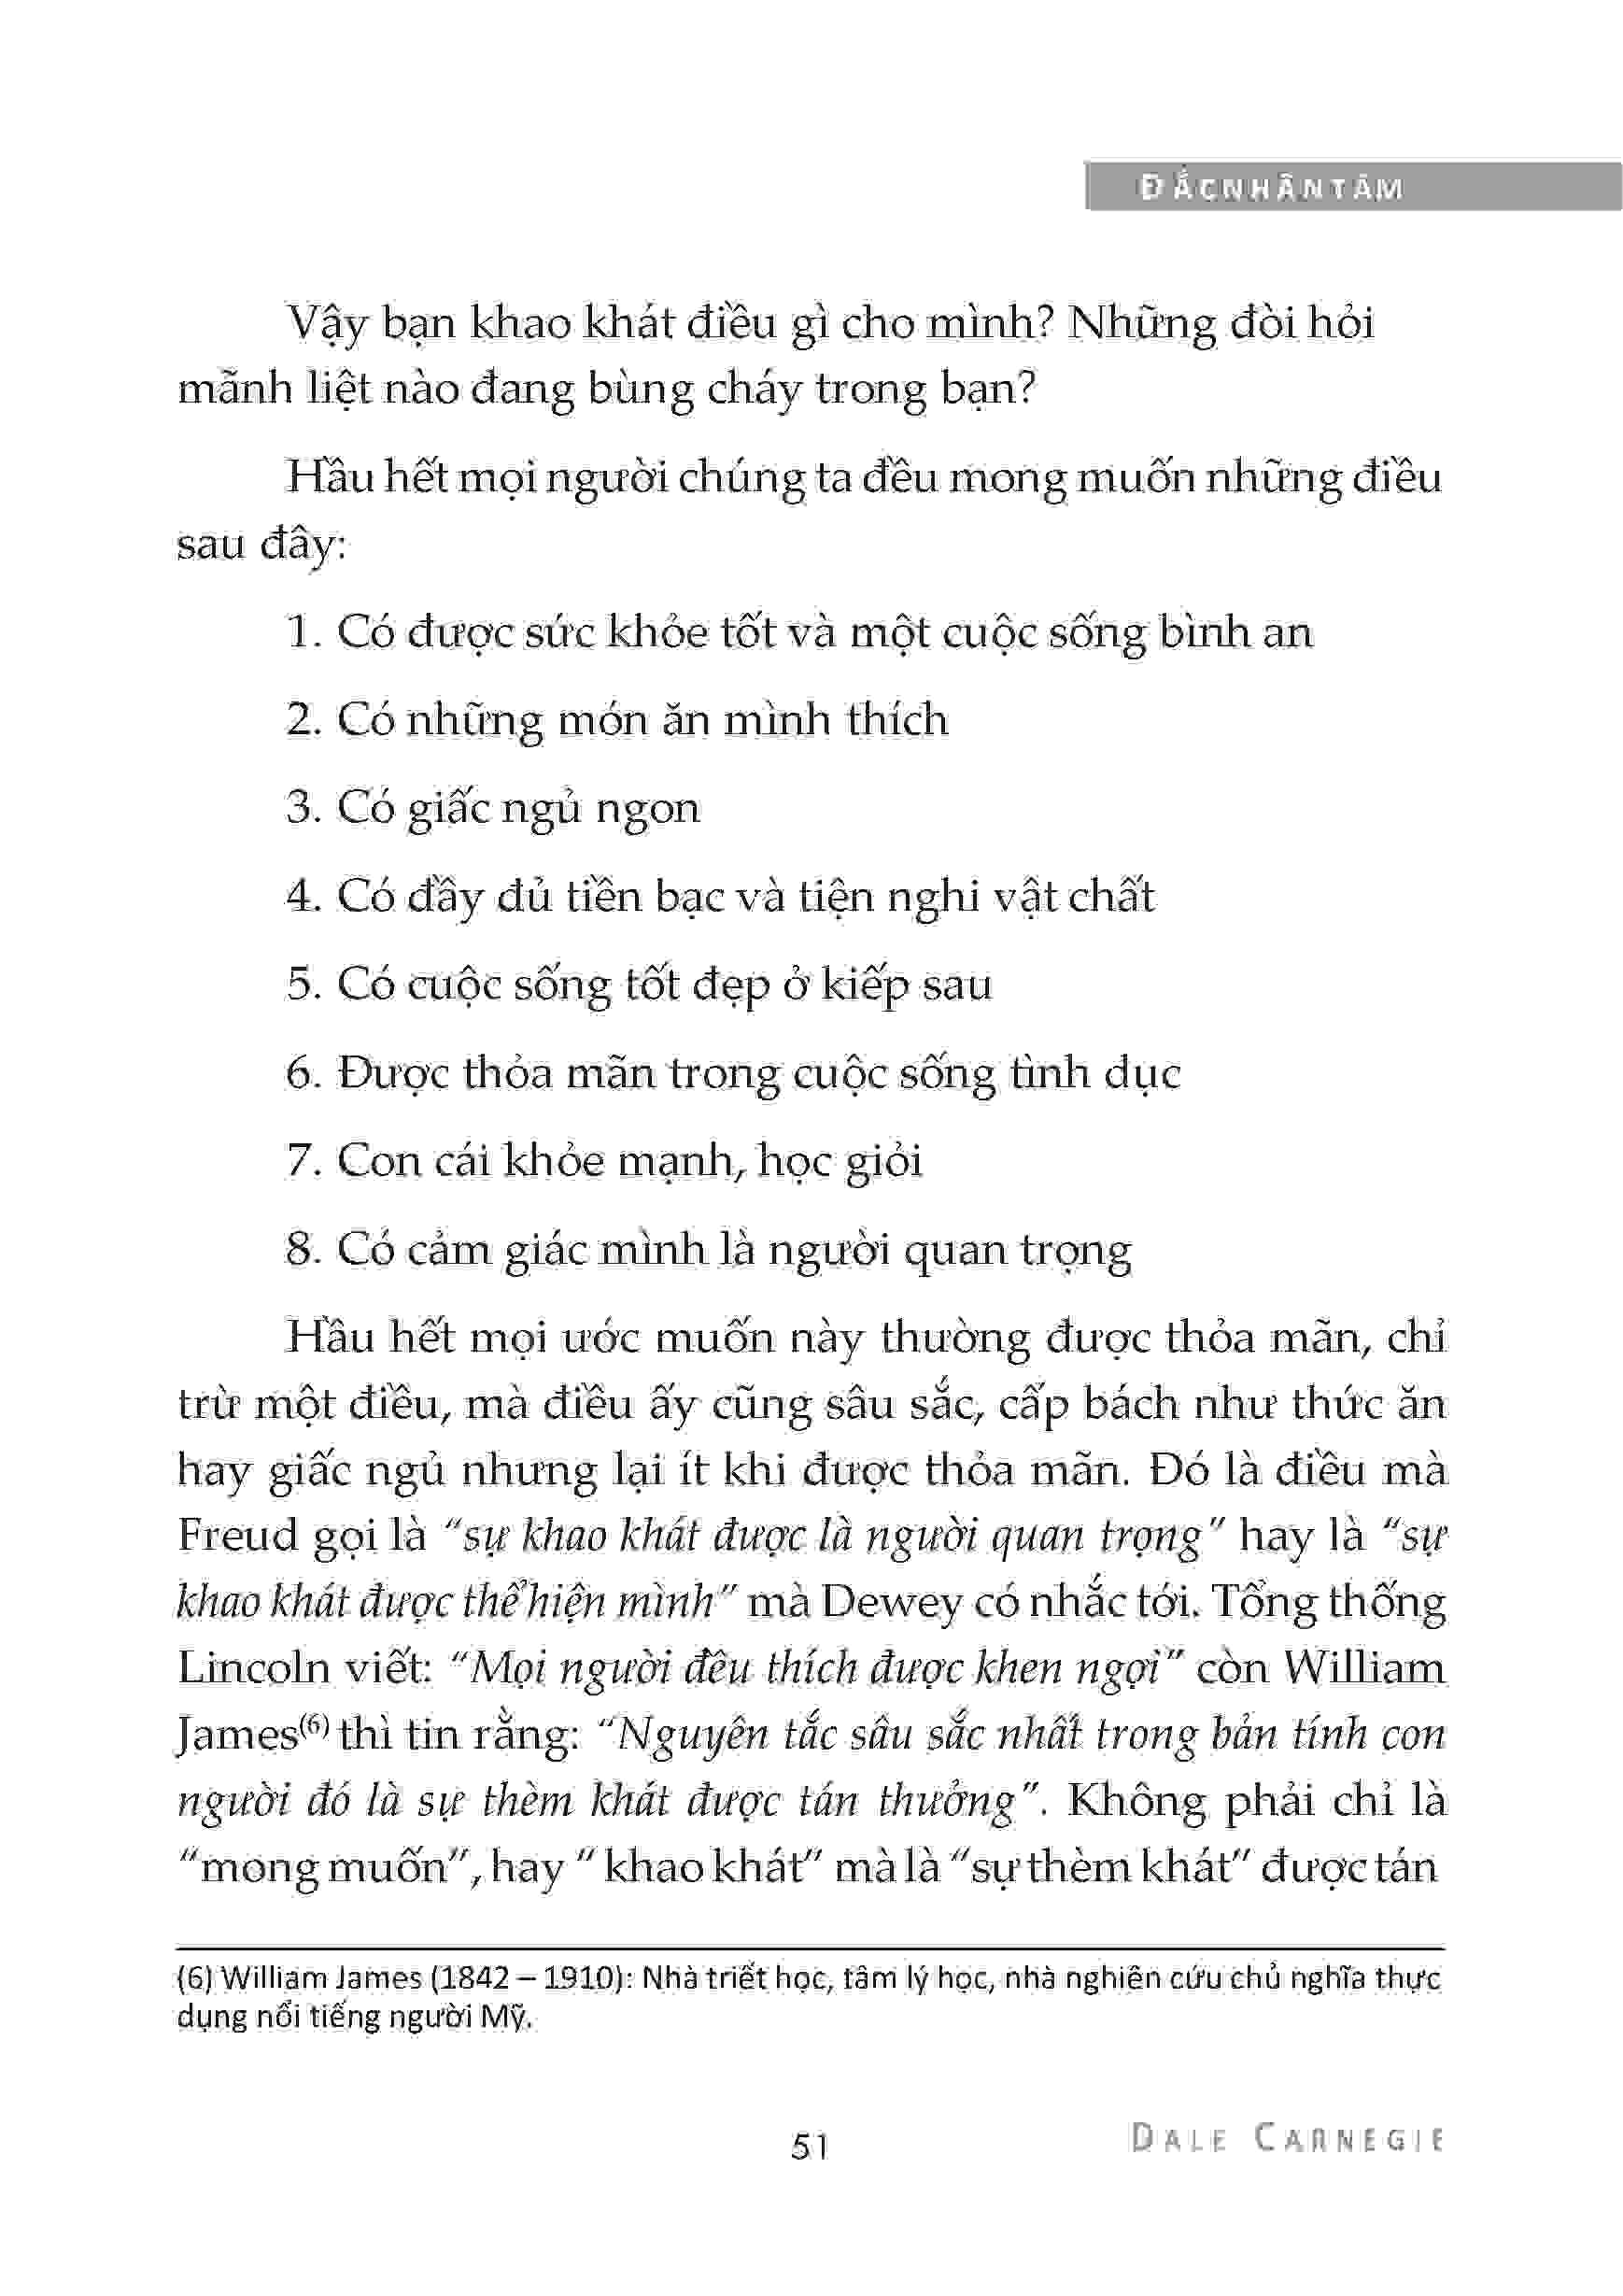 ĐẮCNHÂNTÂM
Vậy bạn khao khát điều gì cho mình? Những đòi hỏi
mãnh liệt nào đang bùng cháy trong bạn?
Hầu hết mọi người chúng ta đều mong muốn những điều
sau đây:
1. Có được sức khỏe tốt và một cuộc sống bình an
2. Có những món ăn mình thích
3. Có giấc ngủ ngon
4. Có đầy đủ tiền bạc và tiện nghi vật chất
5. Có cuộc sống tốt đẹp ở kiếp sau
6. Được thỏa mãn trong cuộc sống tình dục
7. Con cái khỏe mạnh, học giỏi
8. Có cảm giác mình là người quan trọng
Hầu hết mọi ước muốn này thường được thỏa mãn, chỉ
trừ một điều, mà điều ấy cũng sâu sắc, cấp bách như thức ăn
hay giấc ngủ nhưng lại ít khi được thỏa mãn. Đó là điều mà
Freud gọi là “sự khao khát được là người quan trọng” hay là “sự
khao khát được thể hiện mình” mà Dewey có nhắc tới. Tổng thống
Lincoln viết: “Mọi người đều thích được khen ngợi” còn William
James(6) thì tin rằng: “Nguyên tắc sâu sắc nhất trong bản tính con
người đó là sự thèm khát được tán thưởng”. Không phải chỉ là
“mong muốn”, hay “ khao khát” mà là “sự thèm khát” được tán
(6) William James (1842 – 1910): Nhà triết học, tâm lý học, nhà nghiên cứu chủ nghĩa thực
dụng nổi tiếng người Mỹ.
51
DALE CARNEGIE